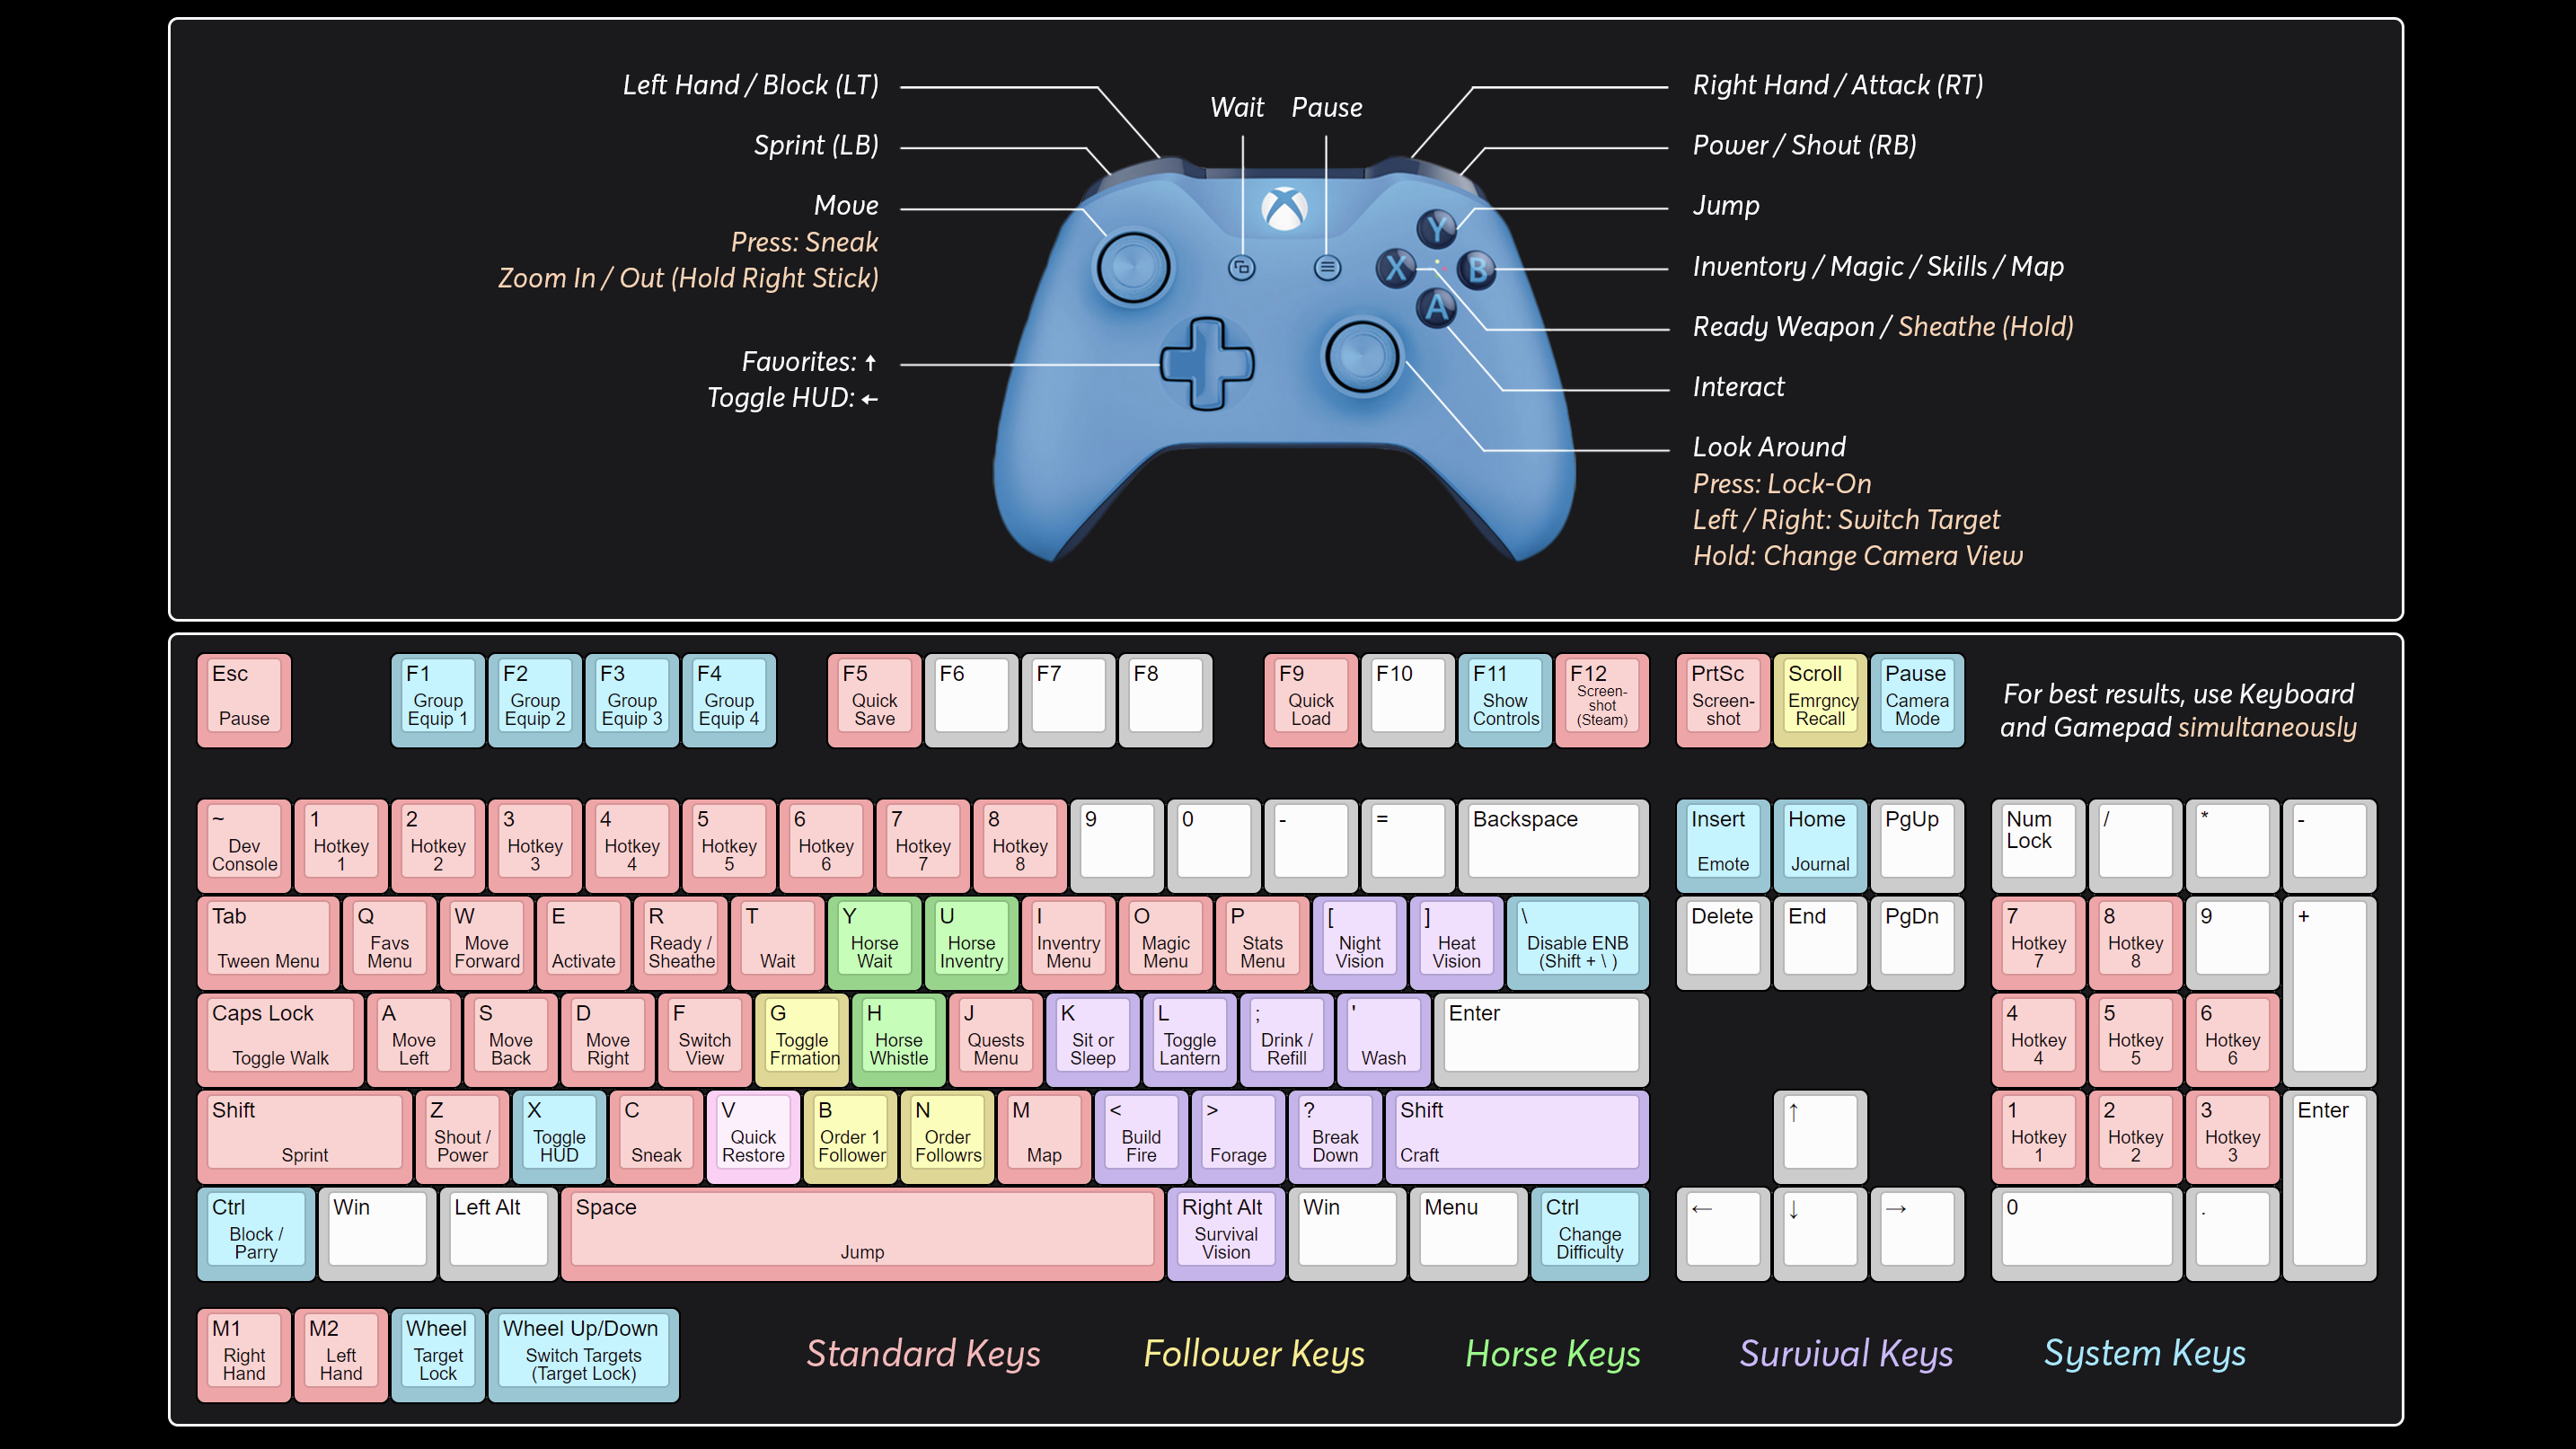 Left Hand / Block (LT)
Sprint (LB)
Move
Press: Sneak
Zoom In / Out (Hold Right Stick)
Favorites: ↑
Toggle HUD: ←
Wait
Pause
Y
X
B
A
Right Hand / Attack (RT)
Power / Shout (RB)
Jump
Inventory / Magic / Skills / Map
Ready Weapon / Sheathe (Hold)
Interact
Look Around
Press: Lock-On
Left / Right: Switch Target
Hold: Change Camera View
Esc
Pause
F1
Group
Equip 1
F2
Group
Equip 2
F3
Group
Equip 3
F4
Group
Equip 4
F5
Quick
Save
F6
F7
F8
F9
Quick
Load
F10
F11
Show
Controls
F12
Screen-
shot
(Steam)
PrtSc
Screen-
shot
Scroll
Emrgncy
Recall
Pause
Camera
Mode
For best results, use Keyboard
and Gamepad simultaneously
~
Dev
Console
1
Hotkey
1
2
Hotkey
2
3
Hotkey
3
4
Hotkey
4
5
Hotkey
5
6
Hotkey
6
7
Hotkey
7
8
Hotkey
8
9
0
-
=
Backspace
Insert
Emote
Home
Journal
PgUp
Num
Lock
/
*
-
Tab
Tween Menu
Q
Favs
Menu
W
Move
Forward
E
Activate
R
Ready /
Sheathe
T
Wait
Y
Horse
Wait
U
Horse
Inventry
I
Inventry
Menu
O
Magic
Menu
P
Stats
Menu
[
Night
Vision
]
Heat
Vision
\
Disable ENB
(Shift + \ )
Delete
End
PgDn
7
Hotkey
7
8
Hotkey
8
9
+
Caps Lock
Toggle Walk
A
Move
Left
S
Move
Back
D
Move
Right
F
Switch
View
G
Toggle
Frmation
H
Horse
Whistle
J
Quests
Menu
K
Sit or
Sleep
L
Toggle
Lantern
;
Drink /
Refill
'
Wash
Enter
4
Hotkey
4
5
Hotkey
5
6
Hotkey
6
Shift
Sprint
Z
Shout /
Power
X
Toggle
HUD
C
Sneak
V
Quick
Restore
B
Order 1
Follower
N
Order
Followrs
M
Map
<
Build
Fire
>
Forage
?
Break
Down
Shift
Craft
↑
1
Hotkey
1
2
Hotkey
2
3
Hotkey
3
Enter
Ctrl
Block /
Parry
Win
Left Alt
Space
Jump
Right Alt
Survival
Vision
Win
Menu
Ctrl
Change
Difficulty
←
↓
→
0
.
M1
Right
Hand
M2
Left
Hand
Wheel
Target
Lock
Wheel Up/Down
Switch Targets
(Target Lock)
Standard Keys
Follower Keys
Horse Keys
Survival Keys
System Keys